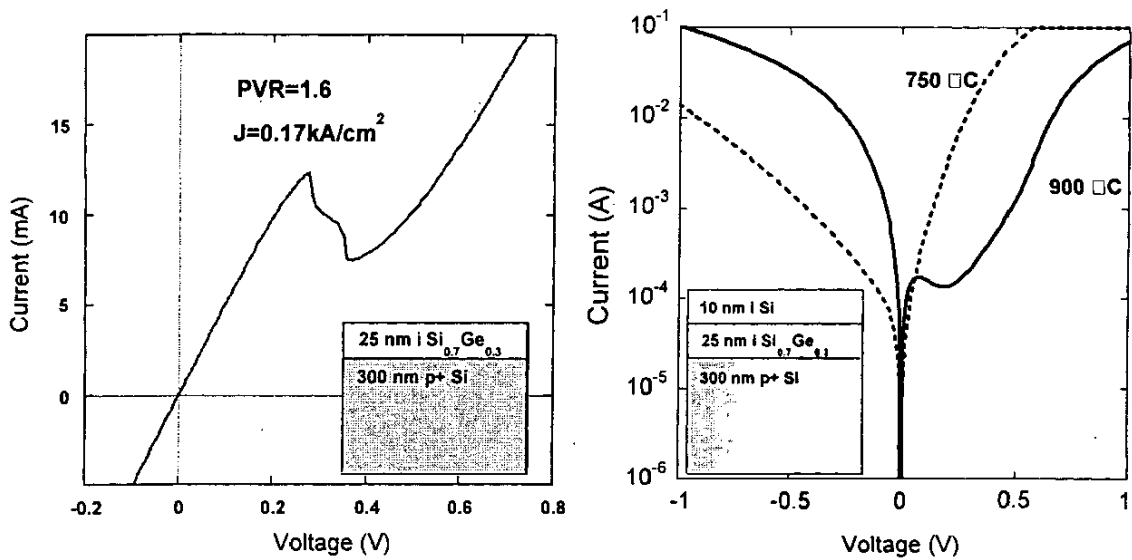 PVR=1.6
J=0.17kA/cm²
Current (mA)
15
10
5
0
25 nm i Si0.7Ge0.3
300 nm p+ Si
-0.2
0
0.2
0.4
0.6
0.8
Voltage (V)
10⁻¹
10⁻²
10⁻³
10⁻⁴
10⁻⁵
10⁻⁶
Current (A)
750 □C
900 □C
10 nm i Si
25 nm i Si0.7Ge0.3
300 nm p+ Si
-1
-0.5
0
0.5
1
Voltage (V)